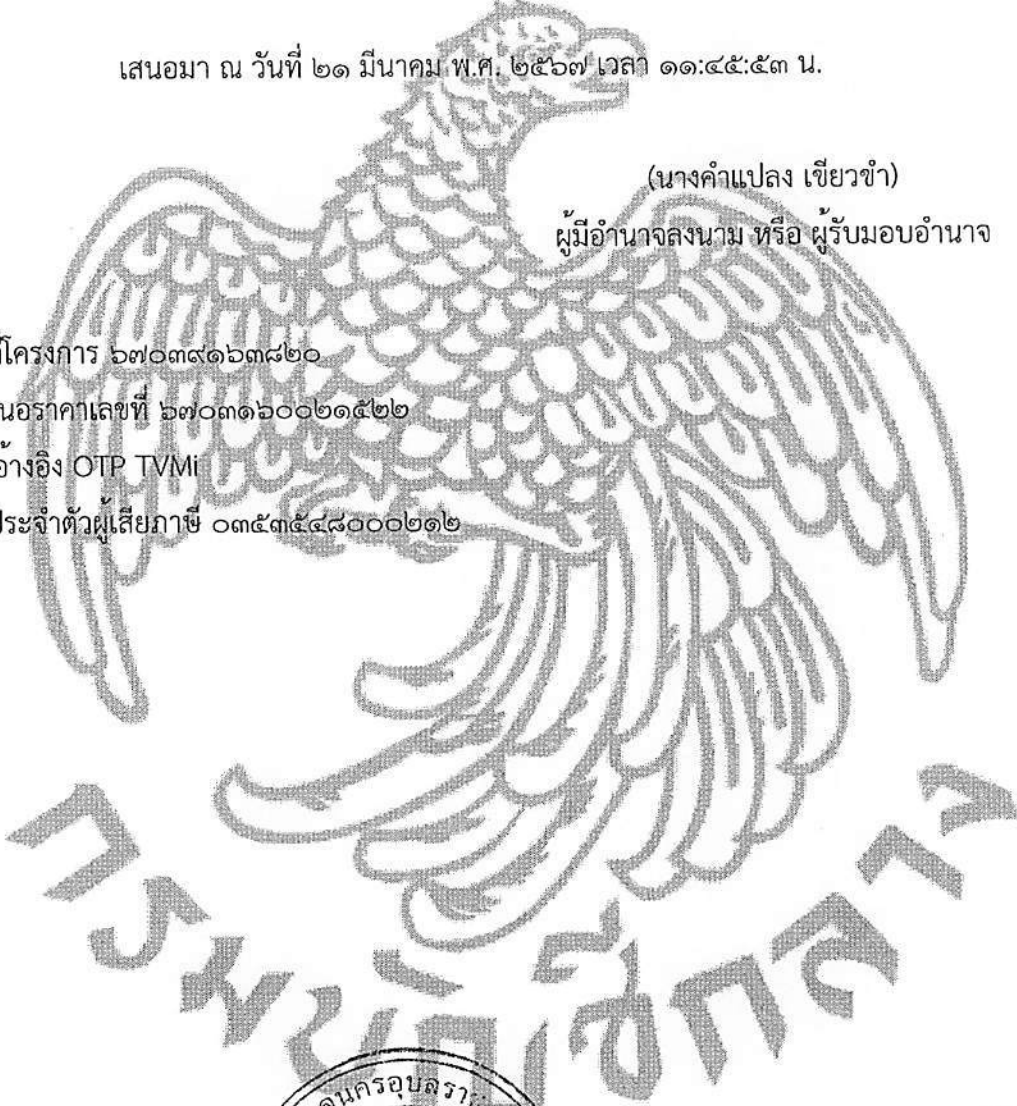 เสนอมา ณ วันที่ ๒๑ มีนาคม พ.ศ. ๒๕๖๗ เวลา ๑๑:๔๕:๕๓ น.
(นางคำแปลง เขียวขำ)
ผู้มีอำนาจลงนาม หรือ ผู้รับมอบอำนาจ
โครงการ ๖๗๐๓๙๑๖๓๘๒๐
นอราคาเลขที่ ๖๗๐๓๑๖๐๐๒๑๕๒๒
อ้างอิง OTP TVMi
ประจำตัวผู้เสียภาษี ๐๓๕๓๕๔๘๐๐๐๒๑๒
กรมบัญชีกลาง
นครอุบลรา